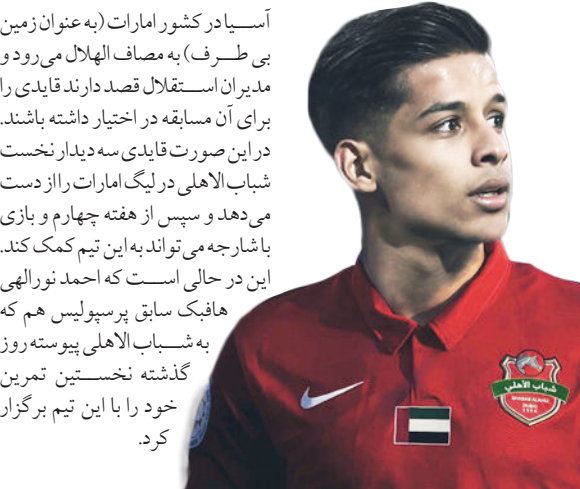 آسیا در کشور امارات (به عنوان زمین
بی طرف) به مصاف الهلال می‌رود و
مدیران استقلال قصد دارند قایدی را
برای آن مسابقه در اختیار داشته باشند.
در این صورت قایدی سه دیدار نخست
شباب الاهلی در لیگ امارات را از دست
می‌دهد و سپس از هفته چهارم و بازی
با شارجه می‌تواند به این تیم کمک کند.
این در حالی است که احمد نورالهی
هافبک سابق پرسپولیس هم که
به شباب الاهلی پیوسته روز
گذشته نخستین تمرین
خود را با این تیم برگزار
کرد.
شباب الأهلي
SHABAB ALAHLI
DUBAI
1958